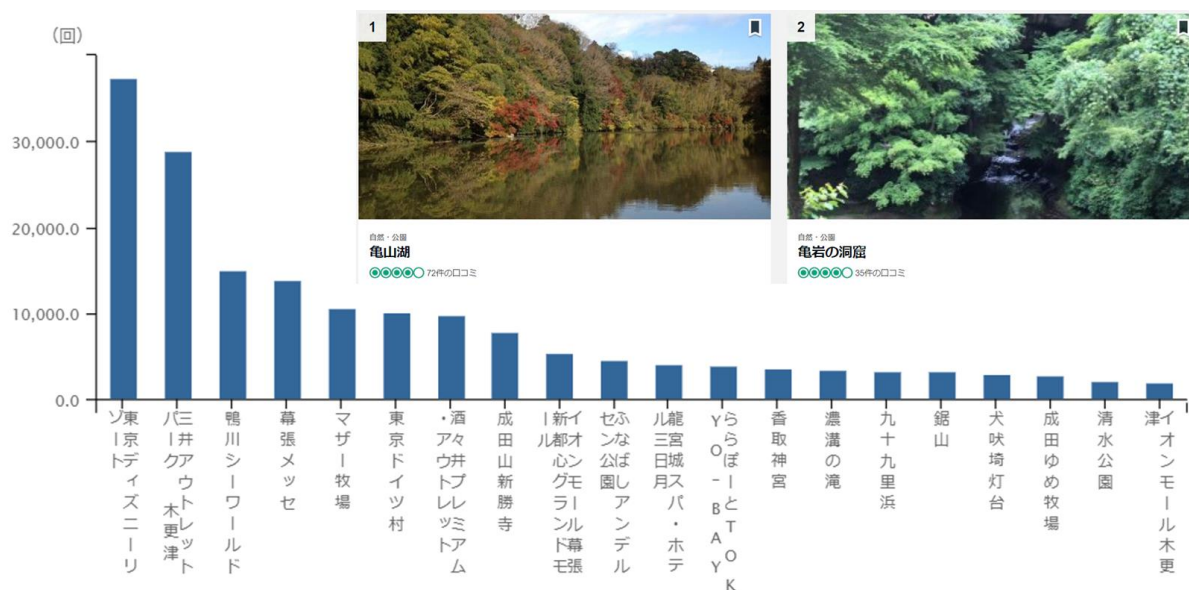 （回）
30,000.0
20,000.0
10,000.0
0.0
1
自然・公園
亀山湖
72件の口コミ
2
自然・公園
亀岩の洞窟
35件の口コミ
東京ディズニーリ
ゾート
三井アウトレット
パーク 木更津
鴨川シーワールド
幕張メッセ
マザー牧場
東京ドイツ村
酒々井プレミアム
・アウトレット
成田山新勝寺
イオンモール幕張
新都心グランドモ
ール
ふなばしアンデル
セン公園
龍宮城スパ・ホテ
ル三日月
ららぽーとTOK
YO-BAY
香取神宮
濃溝の滝
九十九里浜
鋸山
犬吠埼灯台
成田ゆめ牧場
清水公園
イオンモール木更
津